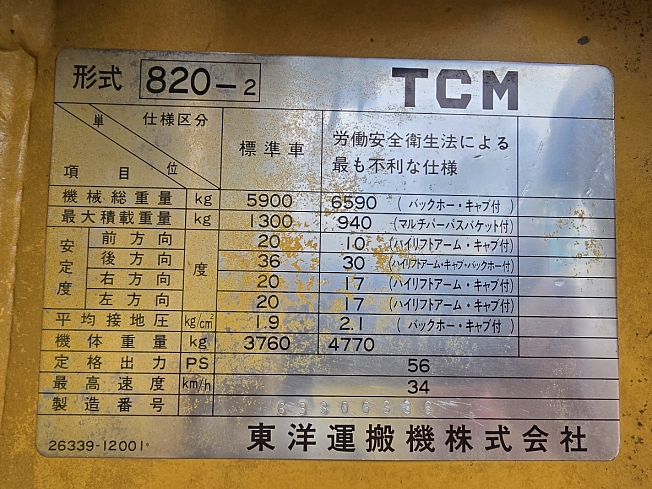 形式 820-2 TCM
単位 仕様区分 項目 標準車 労働安全衛生法による
最も不利な仕様
機械総重量 kg 5900 6590 (バックホー・キャブ付)
最大積載重量 kg 1300 940 (マルチパーパスバケット付)
安定度 前方向 度 20 10 (ハイリフトアーム・キャブ付)
後方向 36 30 (ハイリフトアーム・キャブ・バックホー付)
右方向 20 17 (ハイリフトアーム・キャブ付)
左方向 20 17 (ハイリフトアーム・キャブ付)
平均接地圧 kg/cm² 1.9 2.1 (バックホー・キャブ付)
機体重量 kg 3760 4770
定格出力 PS 56
最高速度 km/h 34
製造番号
26339-12001 東洋運搬機株式会社